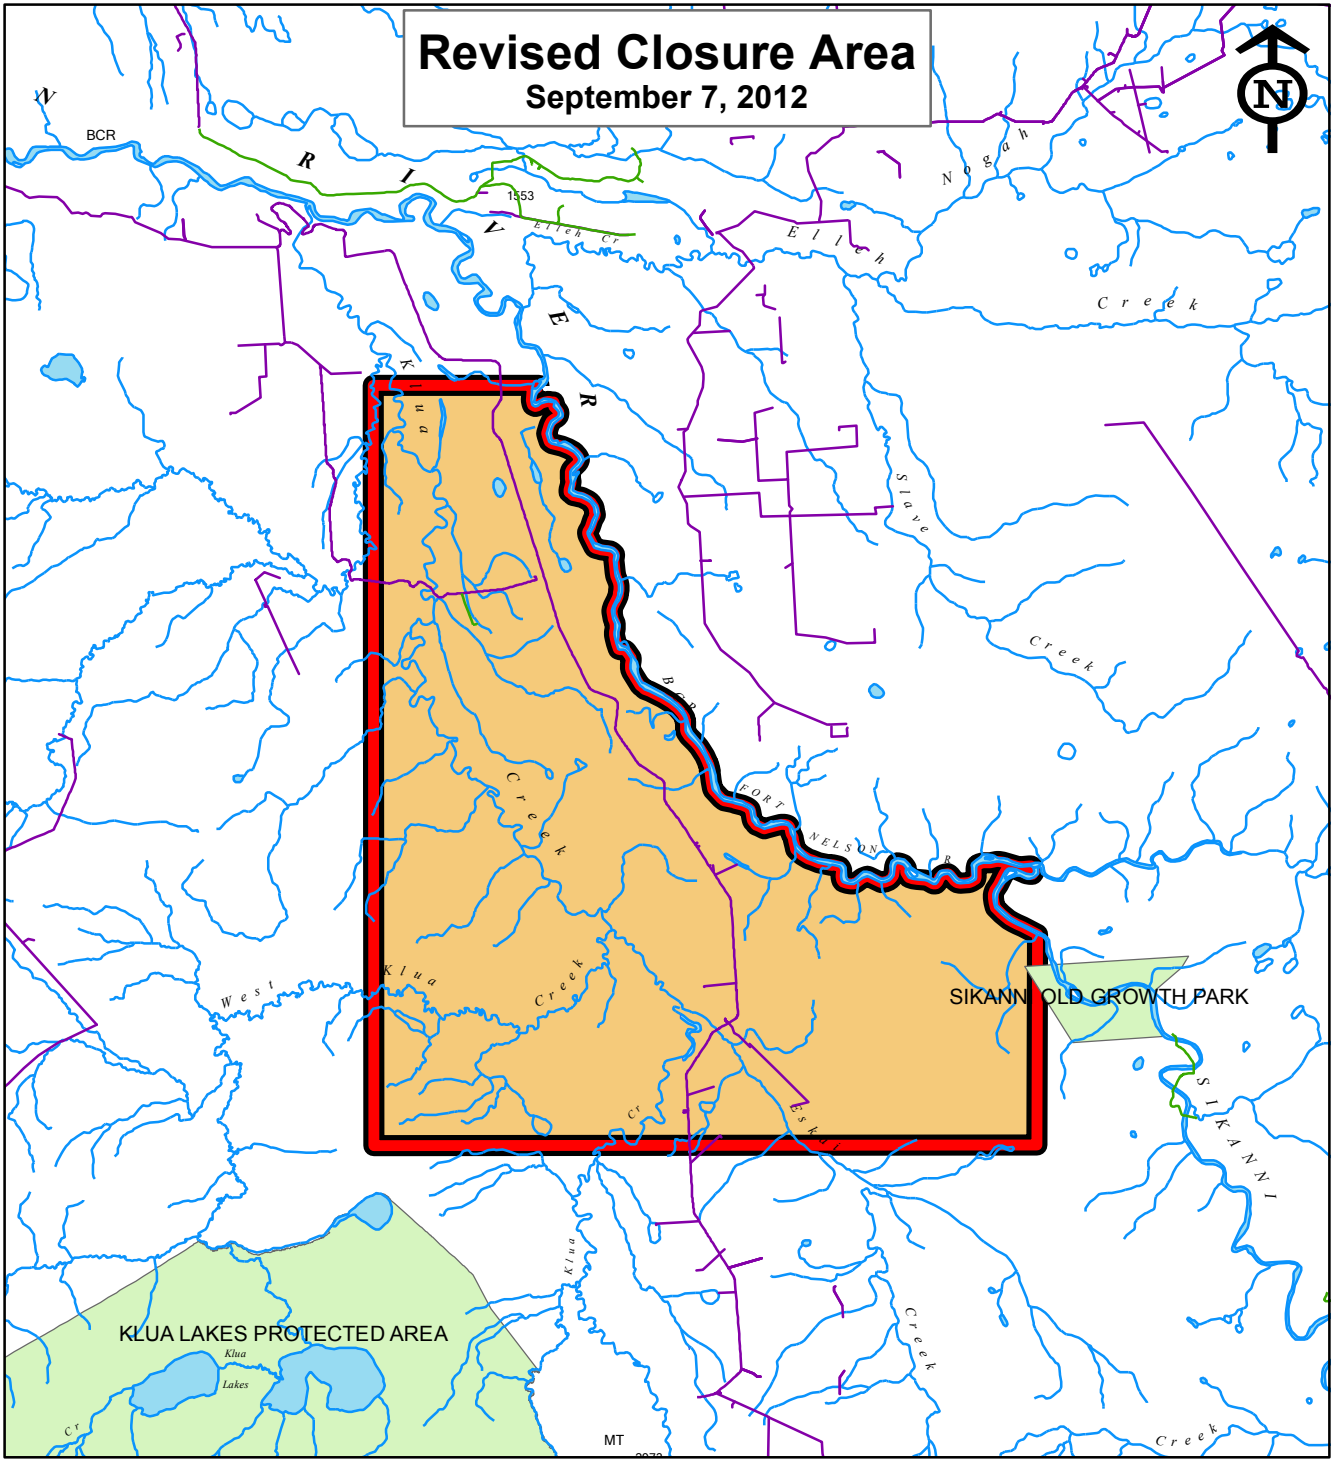 Revised Closure Area
September 7, 2012
N
N
BCR
R I V E R
1553
Elleh Cr
Nogah
Elleh
Creek
Klua
Slave
Creek
BCR
FORT NELSON R
Creek
West
Klua
Creek
SIKANNI OLD GROWTH PARK
Cr
SIKANNI
Klua
Creek
KLUA LAKES PROTECTED AREA
Klua
Lakes
Cr
MT
Creek